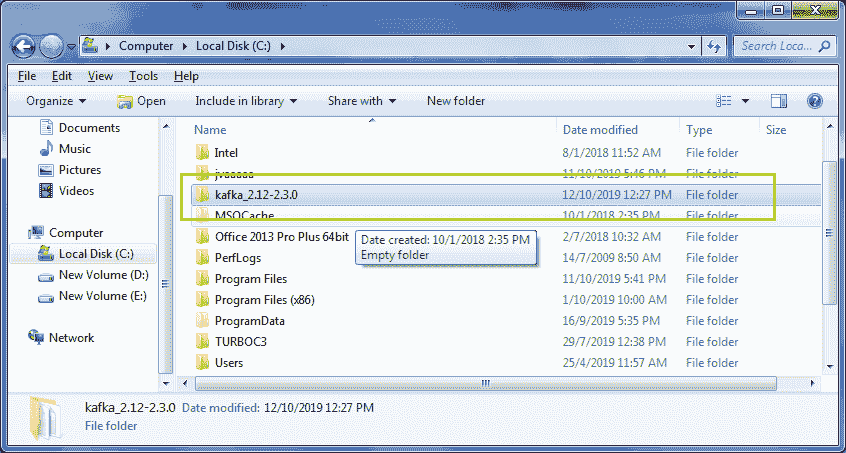 Computer Local Disk (C:) Search Loca...
File Edit View Tools Help
Organize Open Include in library Share with New folder
Documents
Music
Pictures
Videos
Computer
Local Disk (C:)
New Volume (D:)
New Volume (E:)
Network
Name Date modified Type Size
Intel 8/1/2018 11:52 AM File folder
11/10/2019 5:46 PM File folder
kafka_2.12-2.3.0 12/10/2019 12:27 PM File folder
MSOCache 10/1/2018 2:35 PM File folder
Office 2013 Pro Plus 64bit 2/7/2018 10:32 AM File folder
PerfLogs 14/7/2009 8:50 AM File folder
Program Files 11/10/2019 5:41 PM File folder
Program Files (x86) 1/10/2019 10:00 AM File folder
ProgramData 16/9/2019 5:35 PM File folder
TURBOC3 29/7/2019 12:38 PM File folder
Users 25/4/2019 11:57 AM File folder
Date created: 10/1/2018 2:35 PM
Empty folder
kafka_2.12-2.3.0 Date modified: 12/10/2019 12:27 PM
File folder